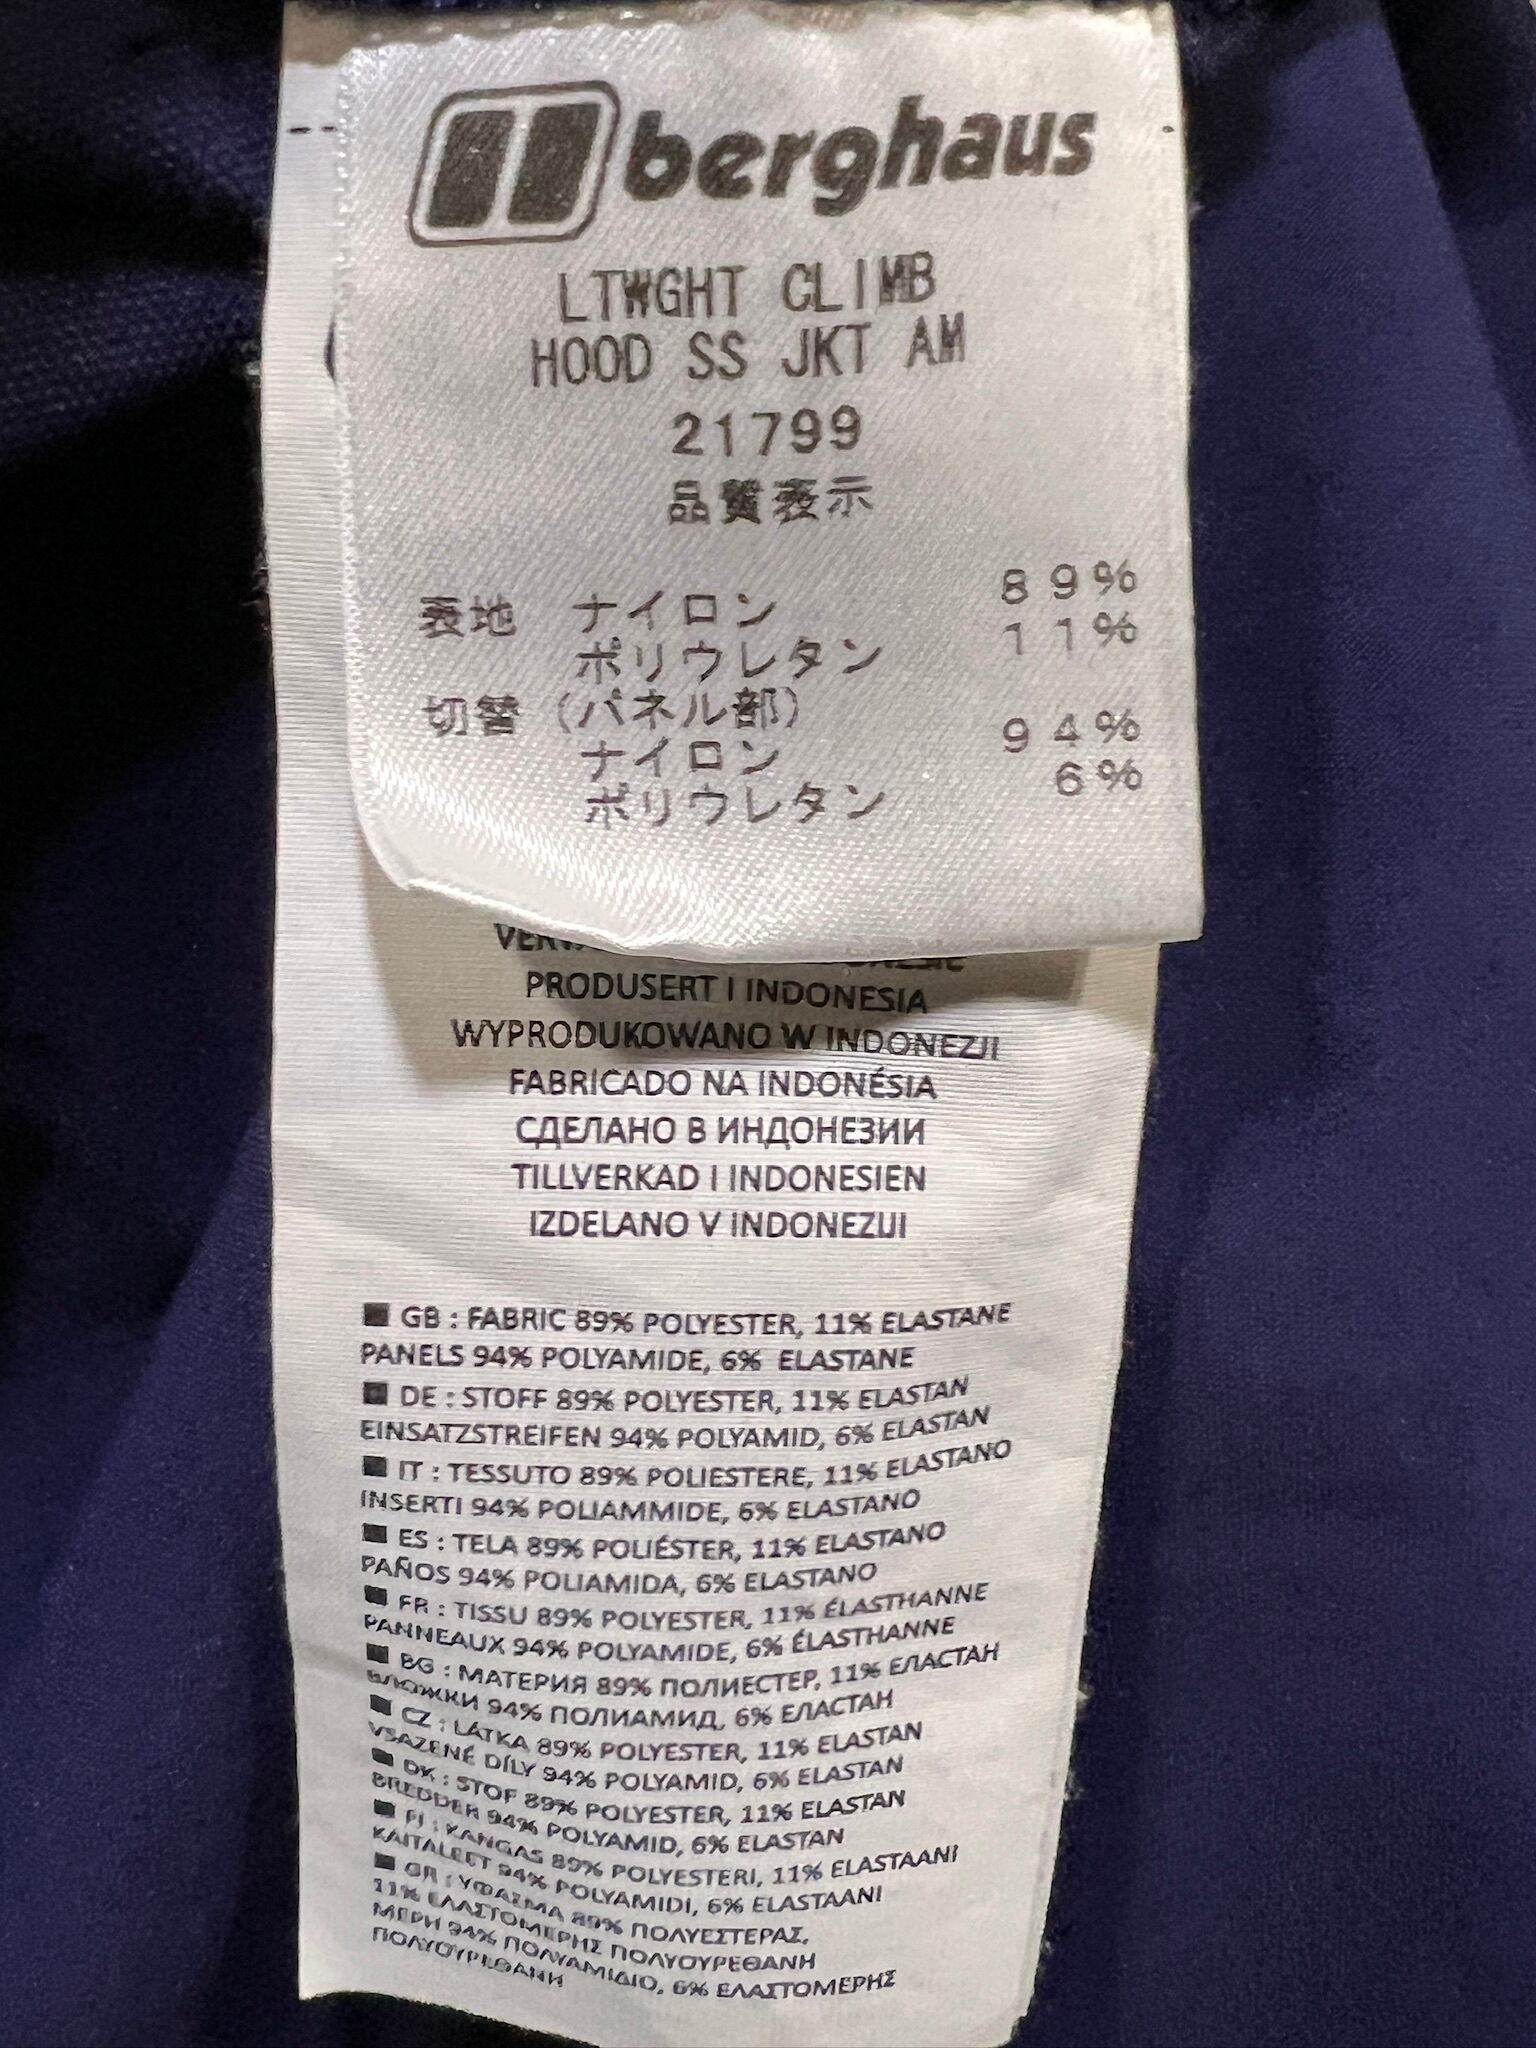 berghaus
LTWGHT CLIMB
HOOD SS JKT AM
21799
品質表示
表地 ナイロン 89%
ポリウレタン 11%
切替 (パネル部)
ナイロン 94%
ポリウレタン 6%
PRODUSERT I INDONESIA
WYPRODUKOWANO W INDONEZJI
FABRICADO NA INDONÉSIA
СДЕЛАНО В ИНДОНЕЗИИ
TILLVERKAD I INDONESIEN
IZDELANO V INDONEZIJI
GB : FABRIC 89% POLYESTER, 11% ELASTANE
PANELS 94% POLYAMIDE, 6% ELASTANE
DE : STOFF 89% POLYESTER, 11% ELASTAN
EINSATZSTREIFEN 94% POLYAMID, 6% ELASTAN
IT : TESSUTO 89% POLIESTERE, 11% ELASTANO
INSERTI 94% POLIAMMIDE, 6% ELASTANO
ES : TELA 89% POLIÉSTER, 11% ELASTANO
PAÑOS 94% POLIAMIDA, 6% ELASTANO
FR : TISSU 89% POLYESTER, 11% ÉLASTHANNE
PANNEAUX 94% POLYAMIDE, 6% ÉLASTHANNE
BG : МАТЕРИЯ 89% ПОЛИЕСТЕР, 11% ЕЛАСТАН
ВЛОЖКИ 94% ПОЛИАМИД, 6% ЕЛАСТАН
CZ : LÁTKA 89% POLYESTER, 11% ELASTAN
VSAZENÉ DÍLY 94% POLYAMID, 6% ELASTAN
DK : STOF 89% POLYESTER, 11% ELASTAN
BREDDER 94% POLYAMID, 6% ELASTAN
FI : KANGAS 89% POLYESTERI, 11% ELASTAANI
KAITALEET 94% POLYAMIDI, 6% ELASTAANI
GR : ΥΦΑΣΜΑ 89% ΠΟΛΥΕΣΤΕΡΑΣ,
11% ΕΛΑΣΤΟΜΕΡΗΣ ΠΟΛΥΟΥΡΕΘΑΝΗ
ΜΕΡΗ 94% ΠΟΛΥΑΜΙΔΙΟ, 6% ΕΛΑΣΤΟΜΕΡΗΣ
ΠΟΛΥΟΥΡΕΘΑΝΗ